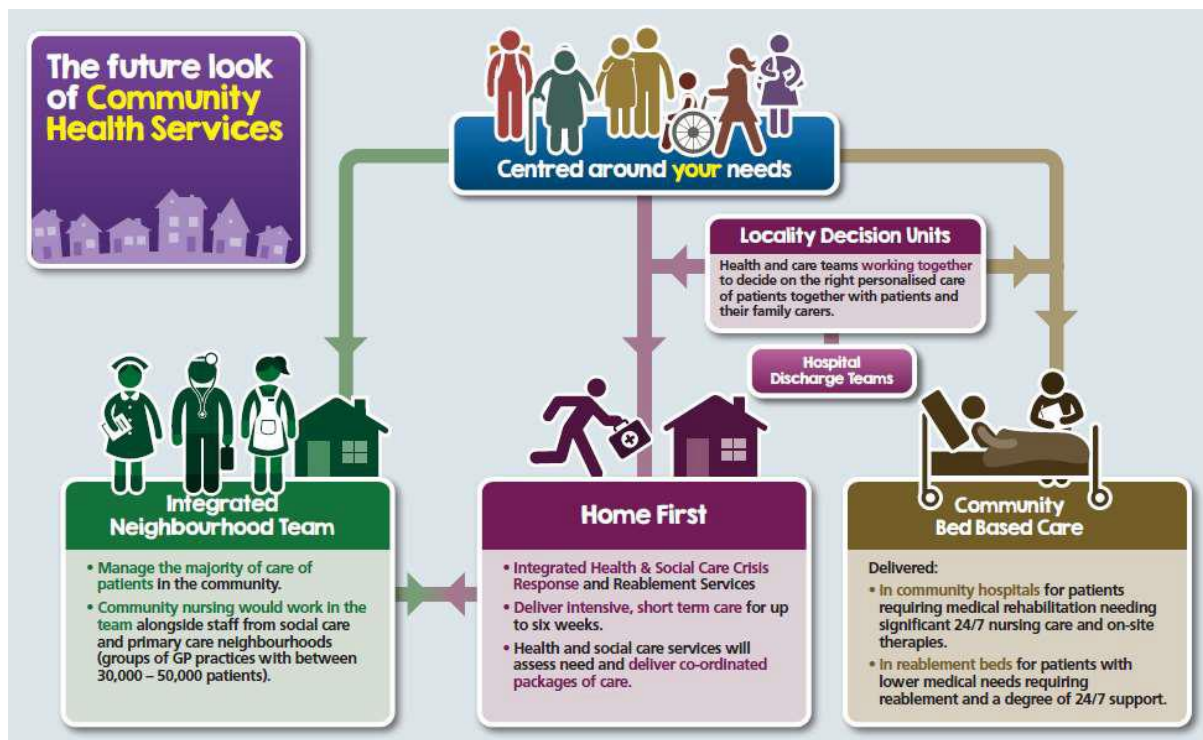 The future look
of Community
Health Services
Centred around your needs
Locality Decision Units
Health and care teams working together
to decide on the right personalised care
of patients together with patients and
their family carers.
Hospital
Discharge Teams
Integrated
Neighbourhood Team
• Manage the majority of care of
patients in the community.
• Community nursing would work in the
team alongside staff from social care
and primary care neighbourhoods
(groups of GP practices with between
30,000 – 50,000 patients).
Home First
• Integrated Health & Social Care Crisis
Response and Reablement Services
• Deliver intensive, short term care for up
to six weeks.
• Health and social care services will
assess need and deliver co-ordinated
packages of care.
Community
Bed Based Care
Delivered:
• In community hospitals for patients
requiring medical rehabilitation needing
significant 24/7 nursing care and on-site
therapies.
• In reablement beds for patients with
lower medical needs requiring
reablement and a degree of 24/7 support.